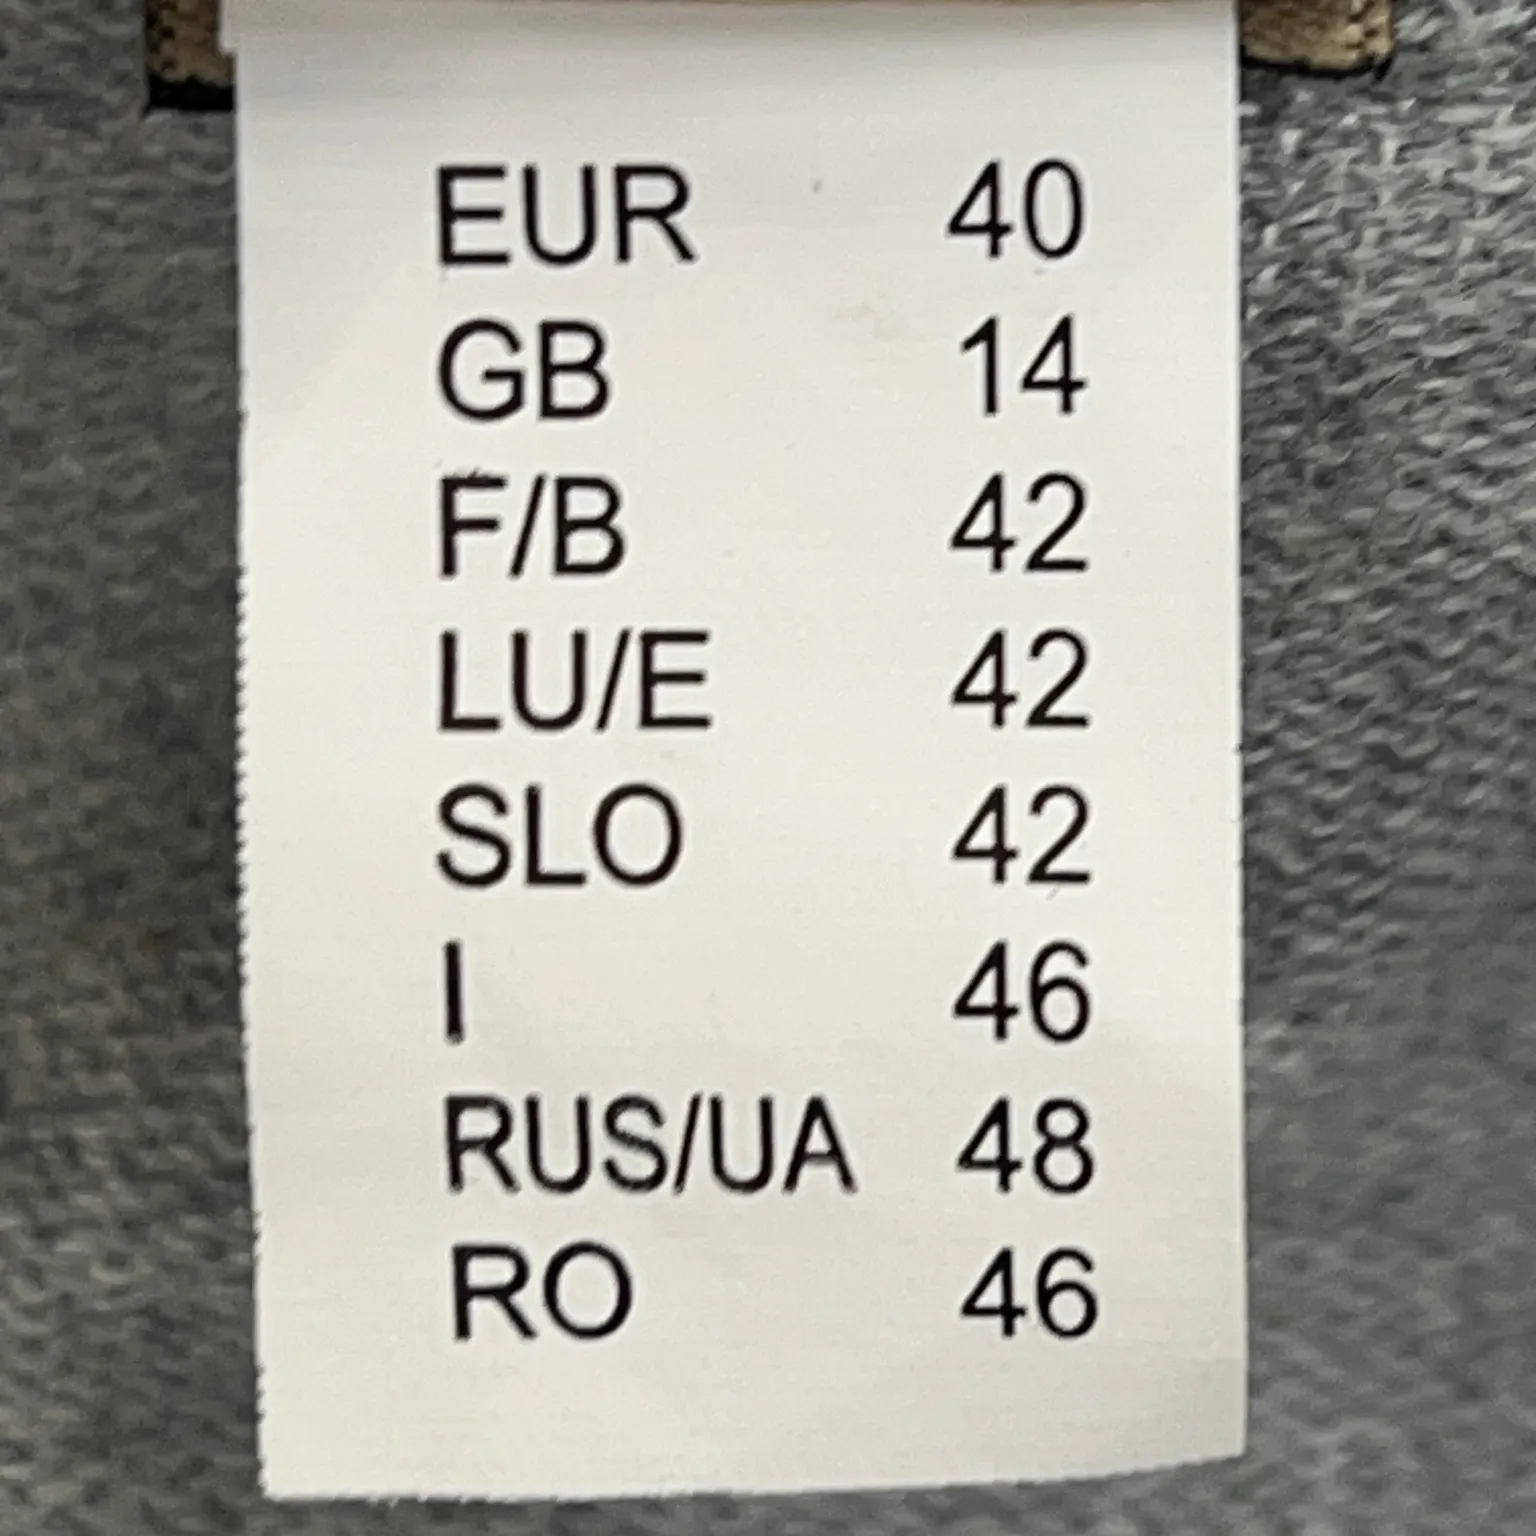 EUR 40
GB 14
F/B 42
LU/E 42
SLO 42
I 46
RUS/UA 48
RO 46